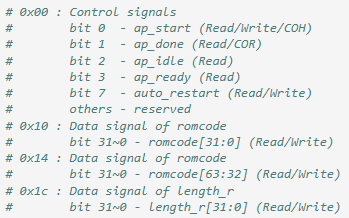 # 0x00 : Control signals
#        bit 0  - ap_start (Read/Write/COH)
#        bit 1  - ap_done (Read/COR)
#        bit 2  - ap_idle (Read)
#        bit 3  - ap_ready (Read)
#        bit 7  - auto_restart (Read/Write)
#        others - reserved
# 0x10 : Data signal of romcode
#        bit 31~0 - romcode[31:0] (Read/Write)
# 0x14 : Data signal of romcode
#        bit 31~0 - romcode[63:32] (Read/Write)
# 0x1c : Data signal of length_r
#        bit 31~0 - length_r[31:0] (Read/Write)